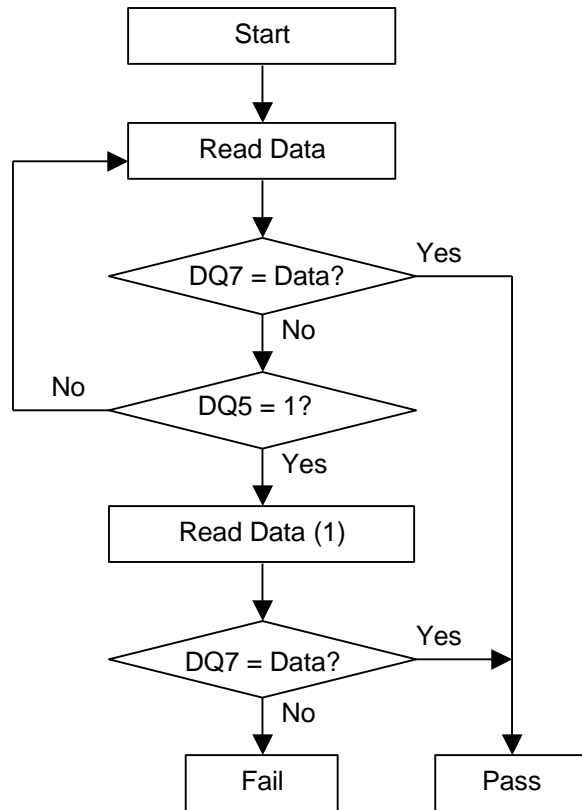 Start
Read Data
DQ7 = Data?
Yes
No
DQ5 = 1?
No
Yes
Read Data (1)
DQ7 = Data?
Yes
No
Fail
Pass